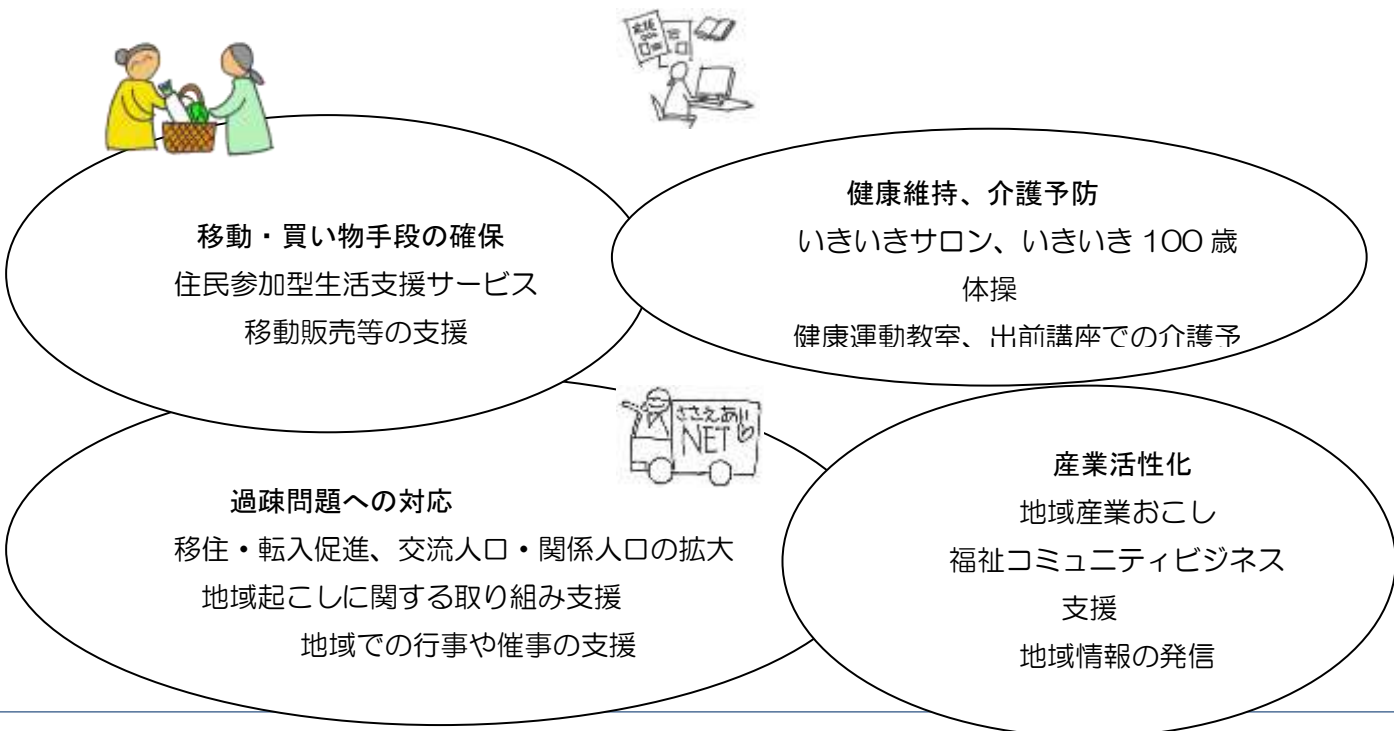 移動・買い物手段の確保
住民参加型生活支援サービス
移動販売等の支援
健康維持、介護予防
いきいきサロン、いきいき 100 歳
体操
健康運動教室、出前講座での介護予
ささえあい
NET
過疎問題への対応
移住・転入促進、交流人口・関係人口の拡大
地域起こしに関する取り組み支援
地域での行事や催事の支援
産業活性化
地域産業おこし
福祉コミュニティビジネス
支援
地域情報の発信